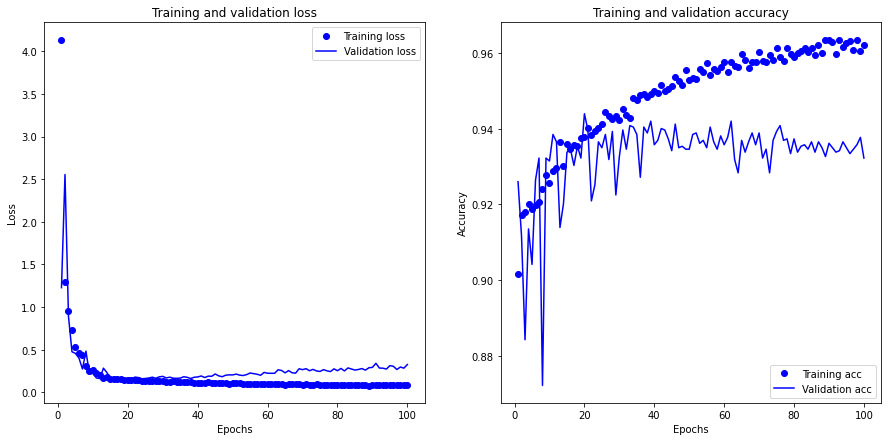 Training and validation loss
Training loss
Validation loss
4.0
3.5
3.0
2.5
2.0
1.5
1.0
0.5
0.0
Loss
0 20 40 60 80 100
Epochs
Training and validation accuracy
0.96
0.94
0.92
0.90
0.88
Accuracy
Training acc
Validation acc
0 20 40 60 80 100
Epochs